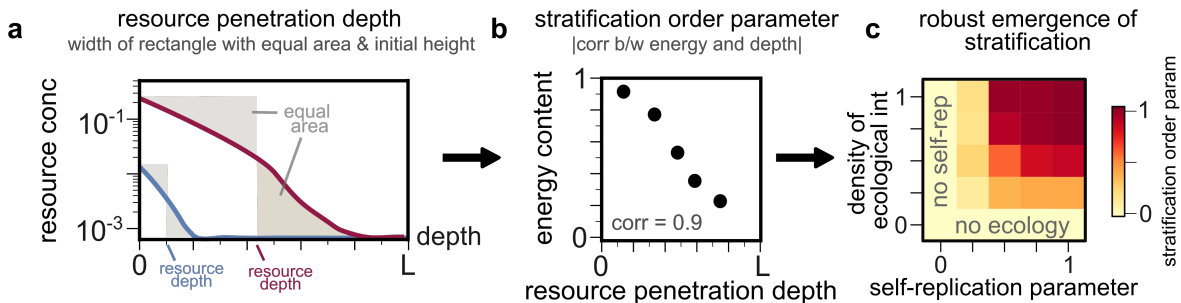 a
resource penetration depth
width of rectangle with equal area & initial height
resource conc
10^-1
10^-3
equal
area
depth
0
L
resource
depth
resource
depth
b
stratification order parameter
|corr b/w energy and depth|
energy content
1
0
corr = 0.9
0
L
resource penetration depth
c
robust emergence of
stratification
density of
ecological int
1
0
no self-rep
no ecology
0
1
self-replication parameter
1
0
stratification order param